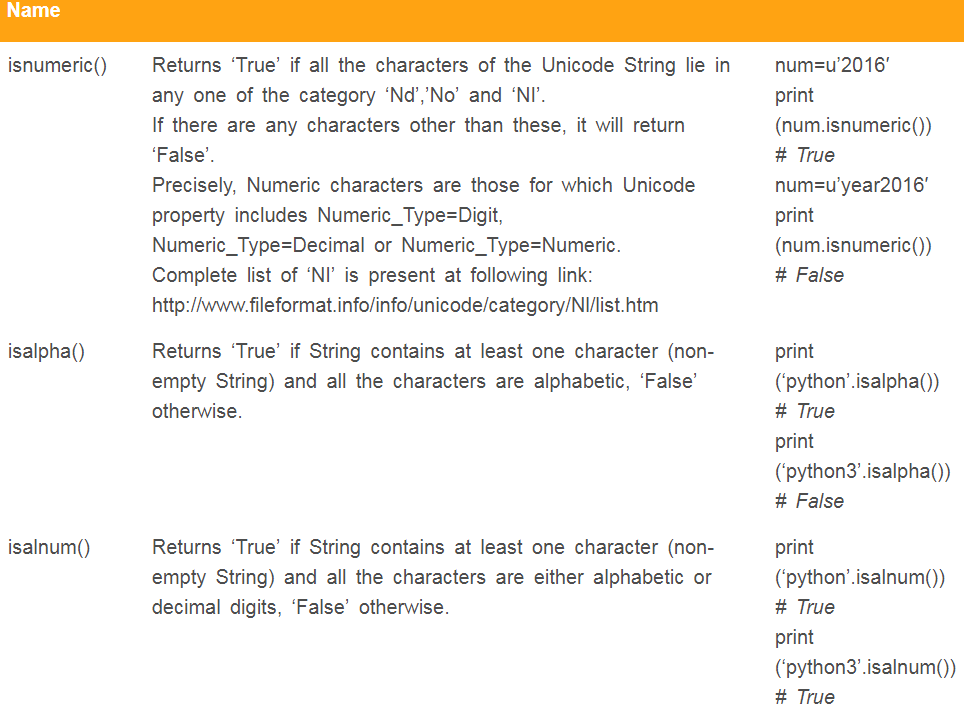 Name
isnumeric()
Returns ‘True’ if all the characters of the Unicode String lie in
any one of the category ‘Nd’,’No’ and ‘NI’.
If there are any characters other than these, it will return
‘False’.
Precisely, Numeric characters are those for which Unicode
property includes Numeric_Type=Digit,
Numeric_Type=Decimal or Numeric_Type=Numeric.
Complete list of ‘NI’ is present at following link:
http://www.fileformat.info/info/unicode/category/NI/list.htm
num=u’2016′
print
(num.isnumeric())
# True
num=u’year2016′
print
(num.isnumeric())
# False
isalpha()
Returns ‘True’ if String contains at least one character (non-
empty String) and all the characters are alphabetic, ‘False’
otherwise.
print
(‘python’.isalpha())
# True
print
(‘python3’.isalpha())
# False
isalnum()
Returns ‘True’ if String contains at least one character (non-
empty String) and all the characters are either alphabetic or
decimal digits, ‘False’ otherwise.
print
(‘python’.isalnum())
# True
print
(‘python3’.isalnum())
# True